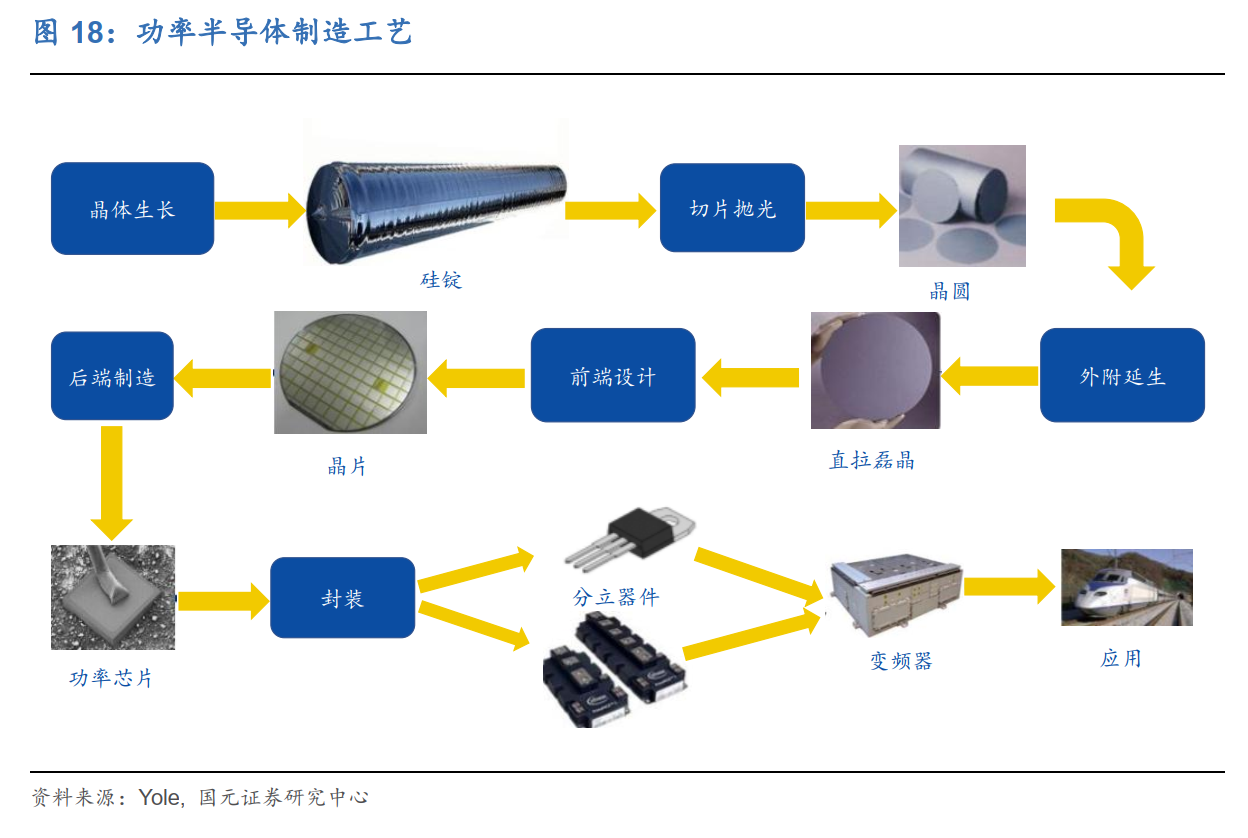 图 18：功率半导体制造工艺
晶体生长
硅锭
切片抛光
晶圆
后端制造
晶片
前端设计
直拉磊晶
外附延生
功率芯片
封装
分立器件
变频器
应用
资料来源：Yole, 国元证券研究中心